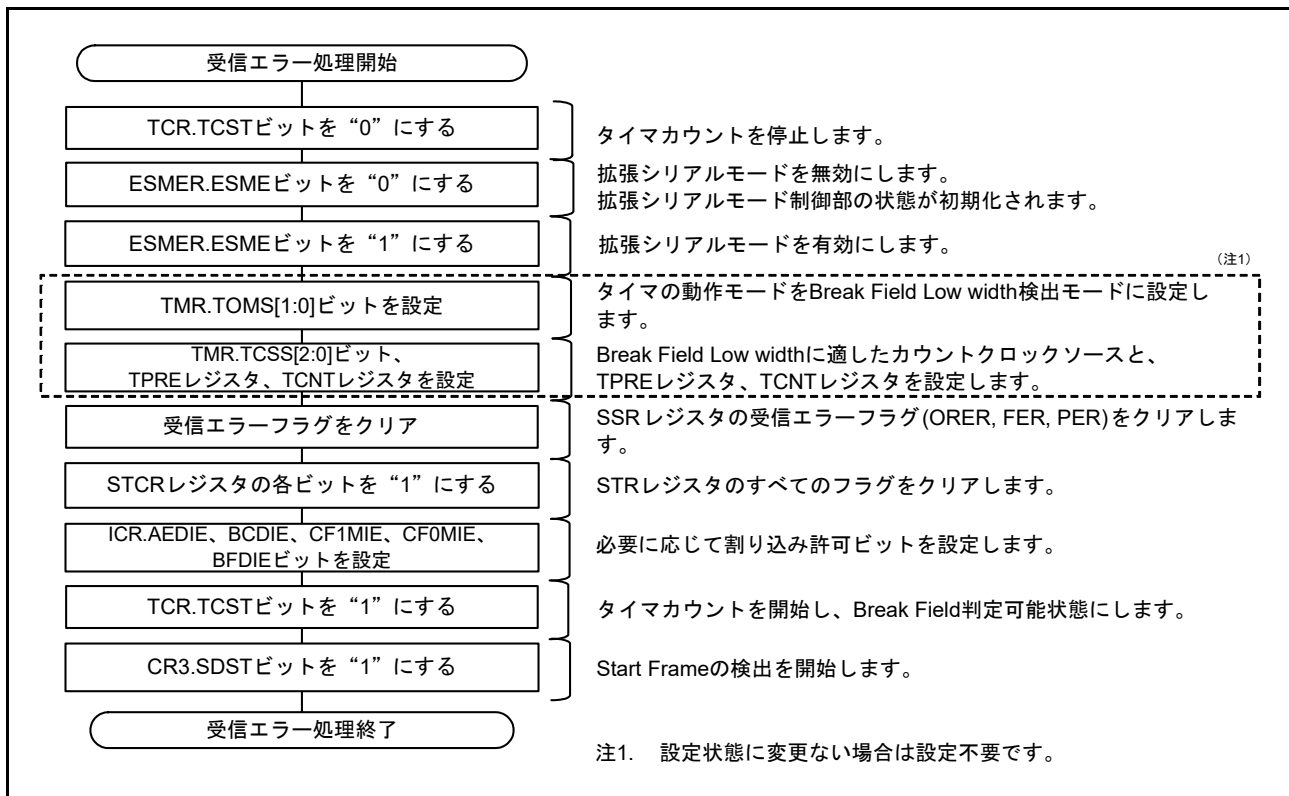 受信エラー処理開始
TCR.TCSTビットを“0”にする
タイマカウントを停止します。
ESMER.ESMEビットを“0”にする
拡張シリアルモードを無効にします。
拡張シリアルモード制御部の状態が初期化されます。
ESMER.ESMEビットを“1”にする
拡張シリアルモードを有効にします。
(注1)
TMR.TOMS[1:0]ビットを設定
タイマの動作モードをBreak Field Low width検出モードに設定し
ます。
TMR.TCSS[2:0]ビット、
TPREレジスタ、TCNTレジスタを設定
Break Field Low widthに適したカウントクロックソースと、
TPREレジスタ、TCNTレジスタを設定します。
受信エラーフラグをクリア
SSRレジスタの受信エラーフラグ(ORER, FER, PER)をクリアしま
す。
STCRレジスタの各ビットを“1”にする
STRレジスタのすべてのフラグをクリアします。
ICR.AEDIE、BCDIE、CF1MIE、CF0MIE、
BFDIEビットを設定
必要に応じて割り込み許可ビットを設定します。
TCR.TCSTビットを“1”にする
タイマカウントを開始し、Break Field判定可能状態にします。
CR3.SDSTビットを“1”にする
Start Frameの検出を開始します。
受信エラー処理終了
注1. 設定状態に変更ない場合は設定不要です。